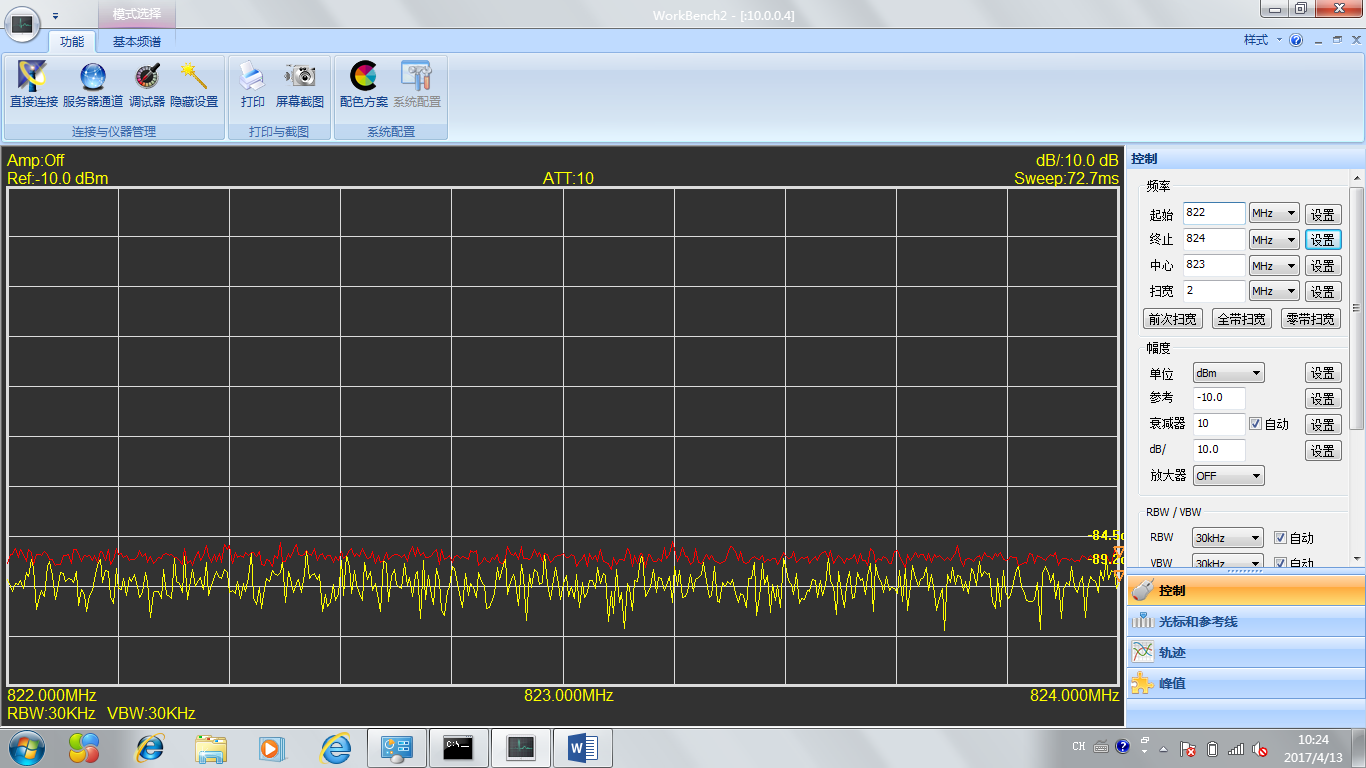 模式选择
WorkBench2 - [:10.0.0.4]
功能
基本频谱
样式
直接连接
服务器通道
调试器
隐藏设置
打印
屏幕截图
配色方案
系统配置
连接与仪器管理
打印与截图
系统配置
Amp:Off
dB/:10.0 dB
Ref:-10.0 dBm
ATT:10
Sweep:72.7ms
-84.5
-89.2
822.000MHz
823.000MHz
824.000MHz
RBW:30KHz VBW:30KHz
控制
频率
起始 822 MHz 设置
终止 824 MHz 设置
中心 823 MHz 设置
扫宽 2 MHz 设置
前次扫宽 全带扫宽 零带扫宽
幅度
单位 dBm 设置
参考 -10.0 设置
衰减器 10 自动 设置
dB/ 10.0 设置
放大器 OFF
RBW / VBW
RBW 30kHz 自动
VBW 30kHz 自动
控制
光标和参考线
轨迹
峰值
C:\.
W
CH
10:24
2017/4/13